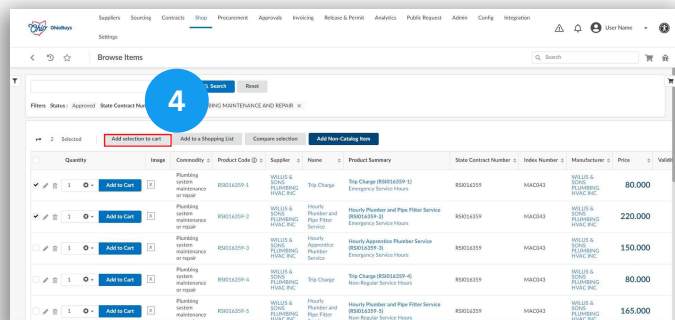 Suppliers Sourcing Contracts Shop Procurement Approvals Invoicing Release & Permit Analytics Public Request Admin Config Integration
Ohio OhioBuys
User Name
Settings
Browse Items
Search
Search Reset
4
Filters Status: Approved State Contract Num BING MAINTENANCE AND REPAIR ×
2 Selected Add selection to cart Add to a Shopping List Compare selection Add Non-Catalog Item
Quantity Image Commodity Product Code Supplier Name Product Summary State Contract Number Index Number Manufacturer Price Validit
1 Add to Cart X Plumbing system maintenance or repair RSI016359-1 WILLIS & SONS PLUMBING HVAC INC Trip Charge Trip Charge (RSI016359-1) Emergency Service Hours RSI016359 MAC043 WILLIS & SONS PLUMBING HVAC INC 80.000
1 Add to Cart X Plumbing system maintenance or repair RSI016359-2 WILLIS & SONS PLUMBING HVAC INC Hourly Plumber and Pipe Fitter Service Hourly Plumber and Pipe Fitter Service (RSI016359-2) Emergency Service Hours RSI016359 MAC043 WILLIS & SONS PLUMBING HVAC INC 220.000
1 Add to Cart X Plumbing system maintenance or repair RSI016359-3 WILLIS & SONS PLUMBING HVAC INC Hourly Apprentice Plumber Service Hourly Apprentice Plumber Service (RSI016359-3) Emergency Service Hours RSI016359 MAC043 WILLIS & SONS PLUMBING HVAC INC 150.000
1 Add to Cart X Plumbing system maintenance or repair RSI016359-4 WILLIS & SONS PLUMBING HVAC INC Trip Charge Trip Charge (RSI016359-4) Non-Regular Service Hours RSI016359 MAC043 WILLIS & SONS PLUMBING HVAC INC 80.000
1 Add to Cart X Plumbing system maintenance or repair RSI016359-5 WILLIS & SONS PLUMBING HVAC INC Hourly Plumber and Pipe Fitter Hourly Plumber and Pipe Fitter Service (RSI016359-5) Non-Regular Service Hours RSI016359 MAC043 WILLIS & SONS PLUMBING HVAC INC 165.000